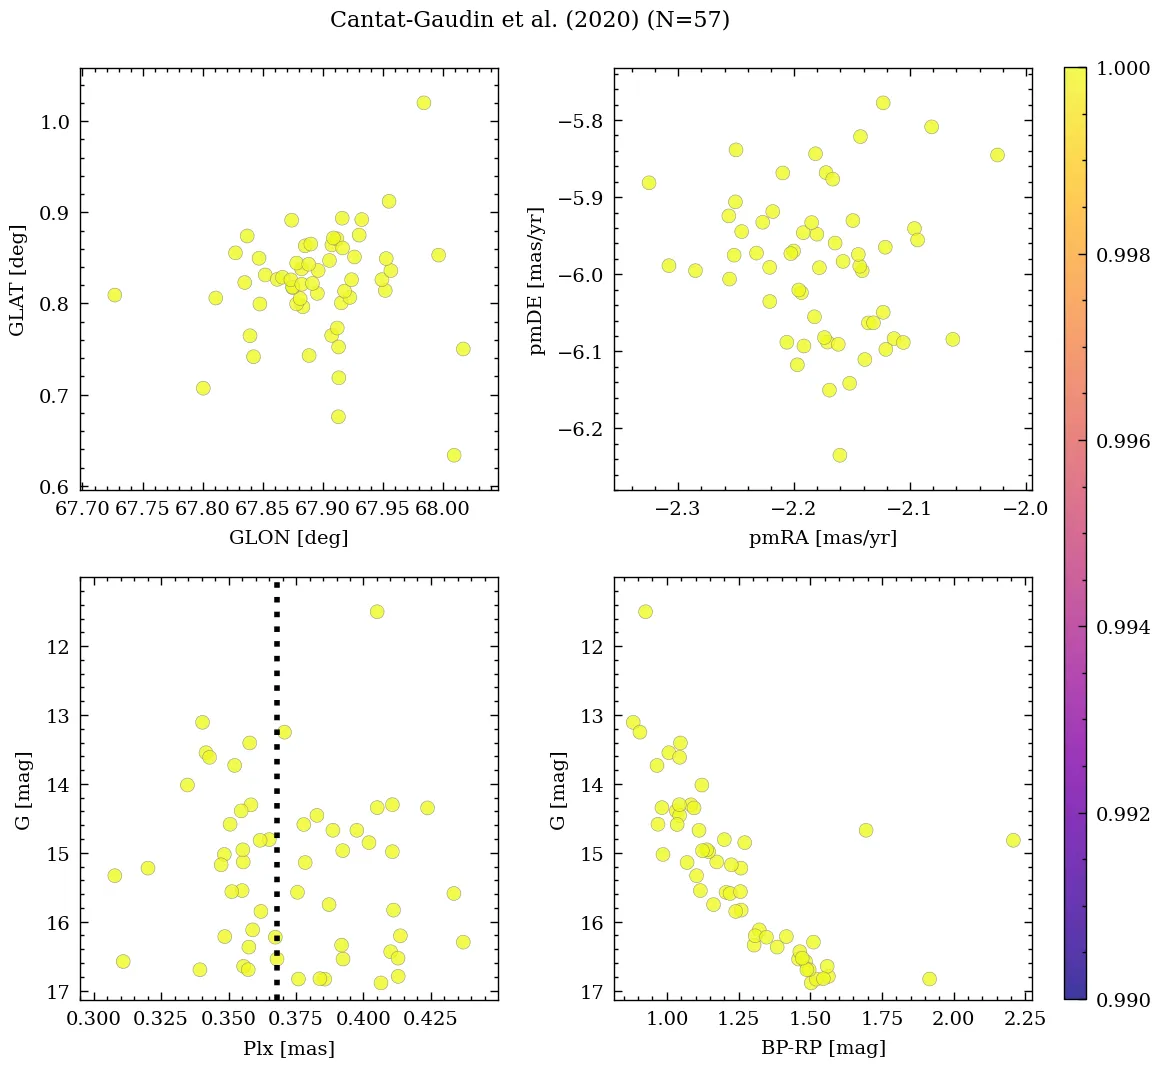 Cantat-Gaudin et al. (2020) (N=57)
1.0
0.9
0.8
0.7
0.6
GLAT [deg]
67.70 67.75 67.80 67.85 67.90 67.95 68.00
GLON [deg]
−5.8
−5.9
−6.0
−6.1
−6.2
pmDE [mas/yr]
−2.3 −2.2 −2.1 −2.0
pmRA [mas/yr]
12
13
14
15
16
17
G [mag]
0.300 0.325 0.350 0.375 0.400 0.425
Plx [mas]
12
13
14
15
16
17
G [mag]
1.00 1.25 1.50 1.75 2.00 2.25
BP-RP [mag]
1.000
0.998
0.996
0.994
0.992
0.990